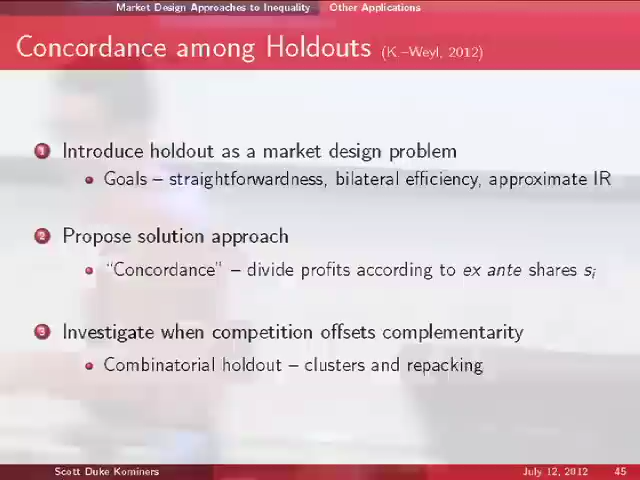 Market Design Approaches to Inequality Other Applications
Concordance among Holdouts (K.–Weyl, 2012)
1 Introduce holdout as a market design problem
• Goals – straightforwardness, bilateral efficiency, approximate IR
2 Propose solution approach
• “Concordance” – divide profits according to ex ante shares sᵢ
3 Investigate when competition offsets complementarity
• Combinatorial holdout – clusters and repacking
Scott Duke Kominers July 12, 2012 45